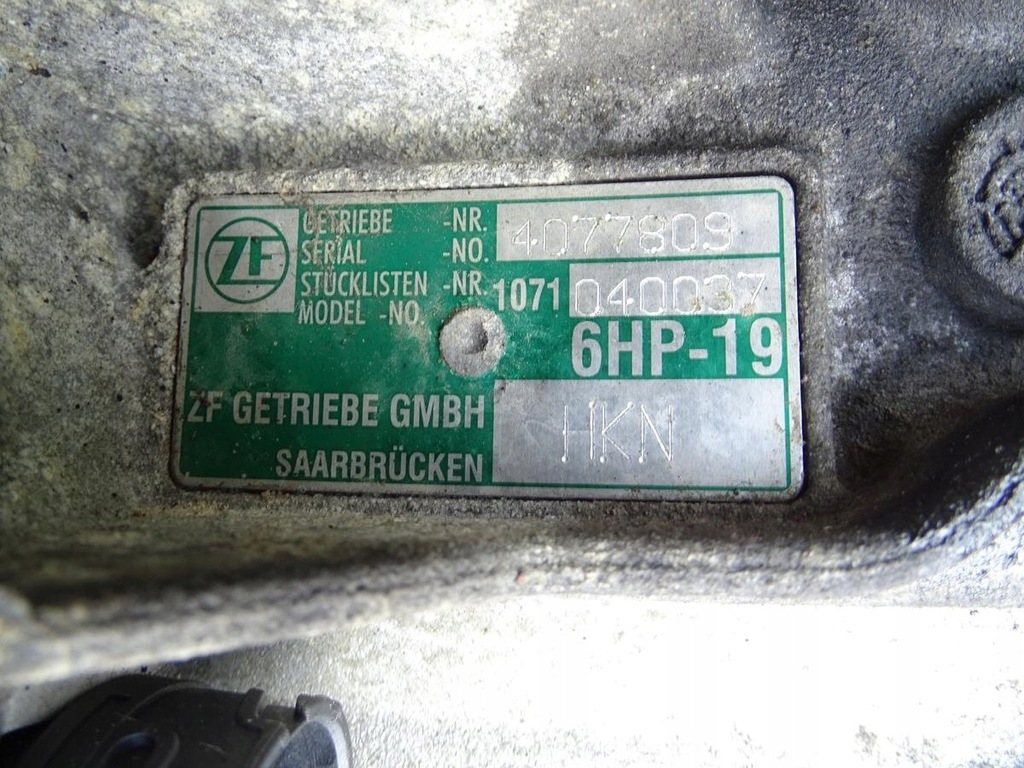 ZF
GETRIEBE -NR. 4077809
SERIAL -NO.
STÜCKLISTEN -NR. 1071 040037
MODEL -NO.
6HP-19
ZF GETRIEBE GMBH HKN
SAARBRÜCKEN